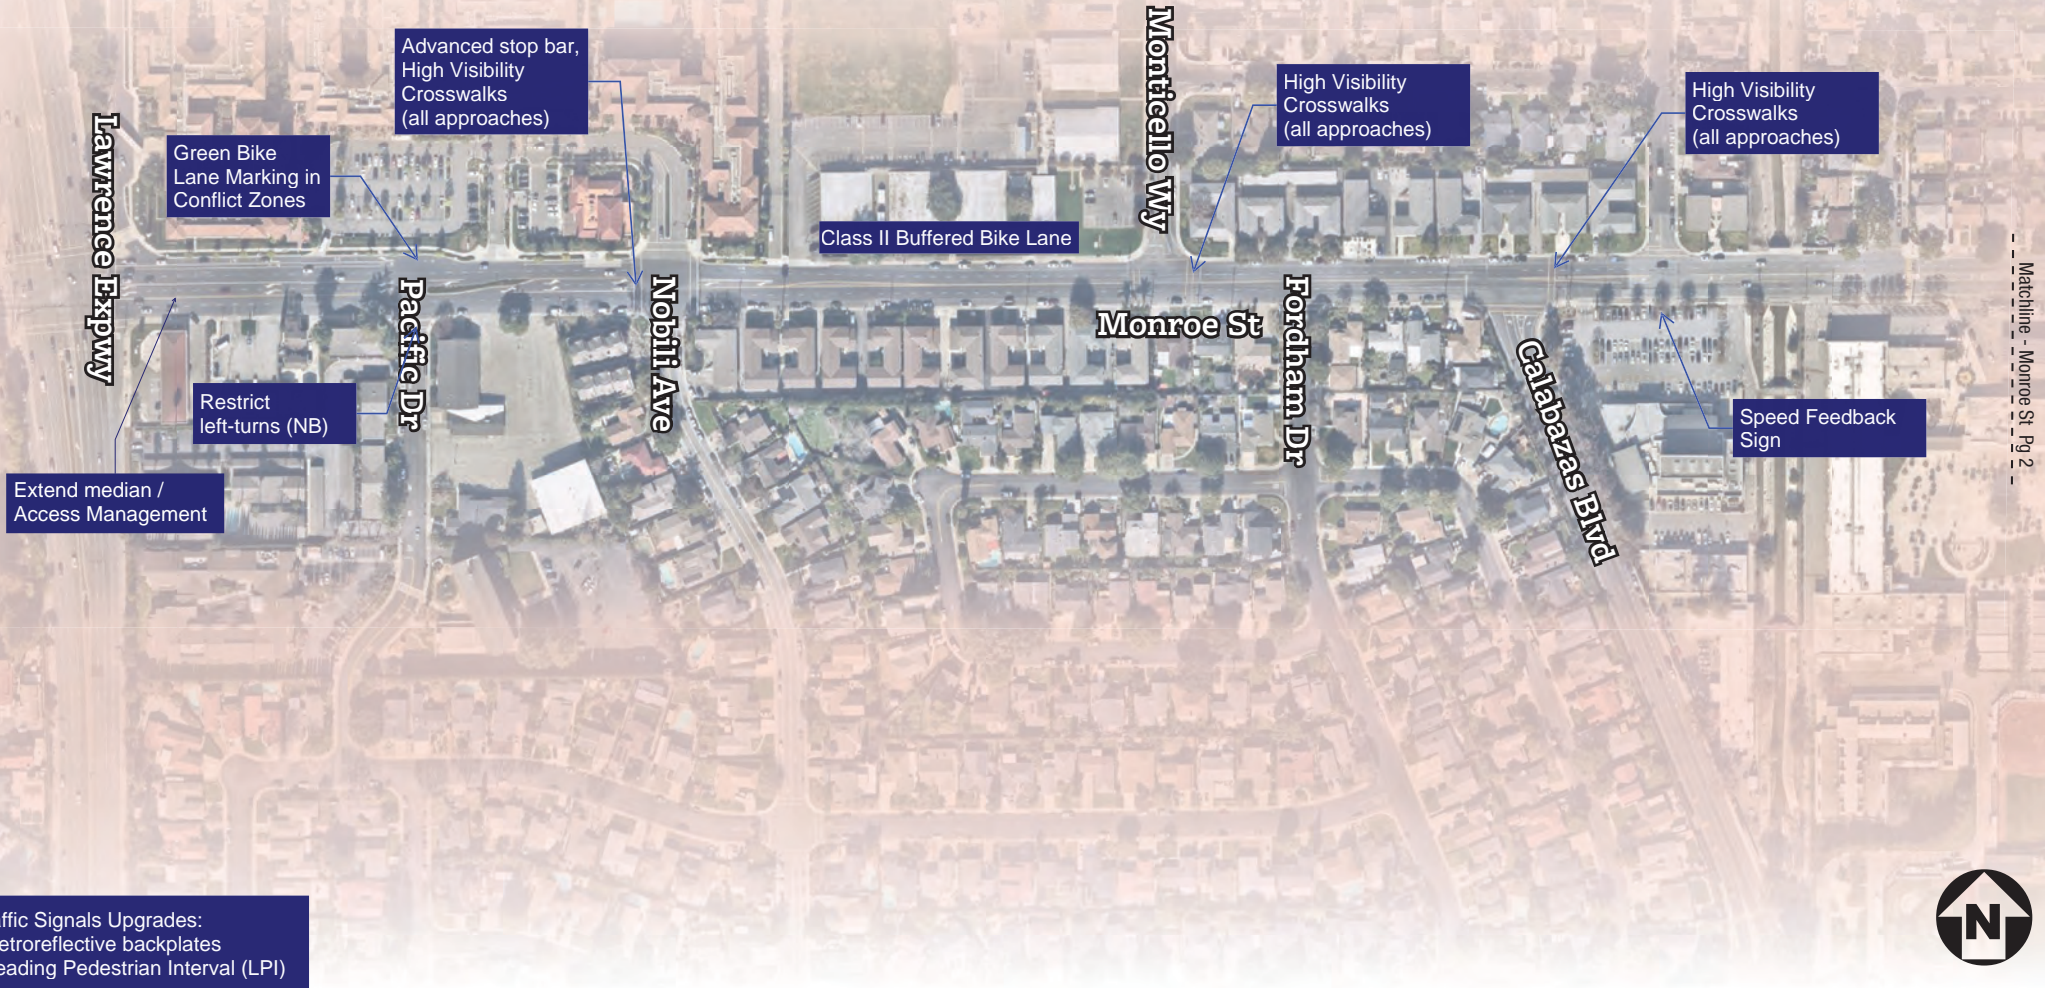 Advanced stop bar,
High Visibility
Crosswalks
(all approaches)
Monticello Wy
High Visibility
Crosswalks
(all approaches)
High Visibility
Crosswalks
(all approaches)
Lawrence Expwy
Green Bike
Lane Marking in
Conflict Zones
Class II Buffered Bike Lane
Pacific Dr
Nobili Ave
Monroe St
Fordham Dr
Calabazas Blvd
Matchline - Monroe St Pg 2
Restrict
left-turns (NB)
Speed Feedback
Sign
Extend median /
Access Management
ffic Signals Upgrades:
etroreflective backplates
eading Pedestrian Interval (LPI)
N